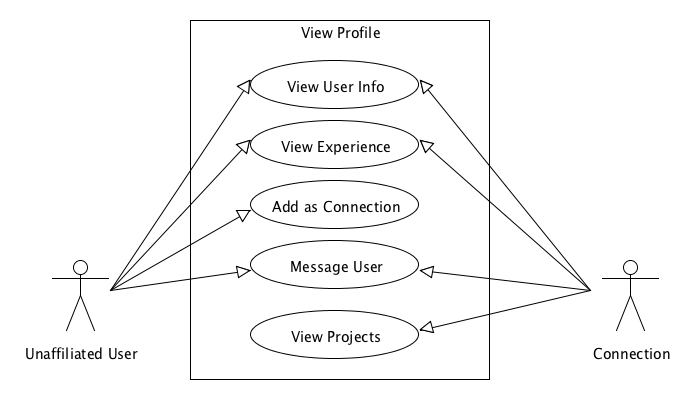 View Profile
View User Info
View Experience
Add as Connection
Message User
View Projects
Unaffiliated User
Connection